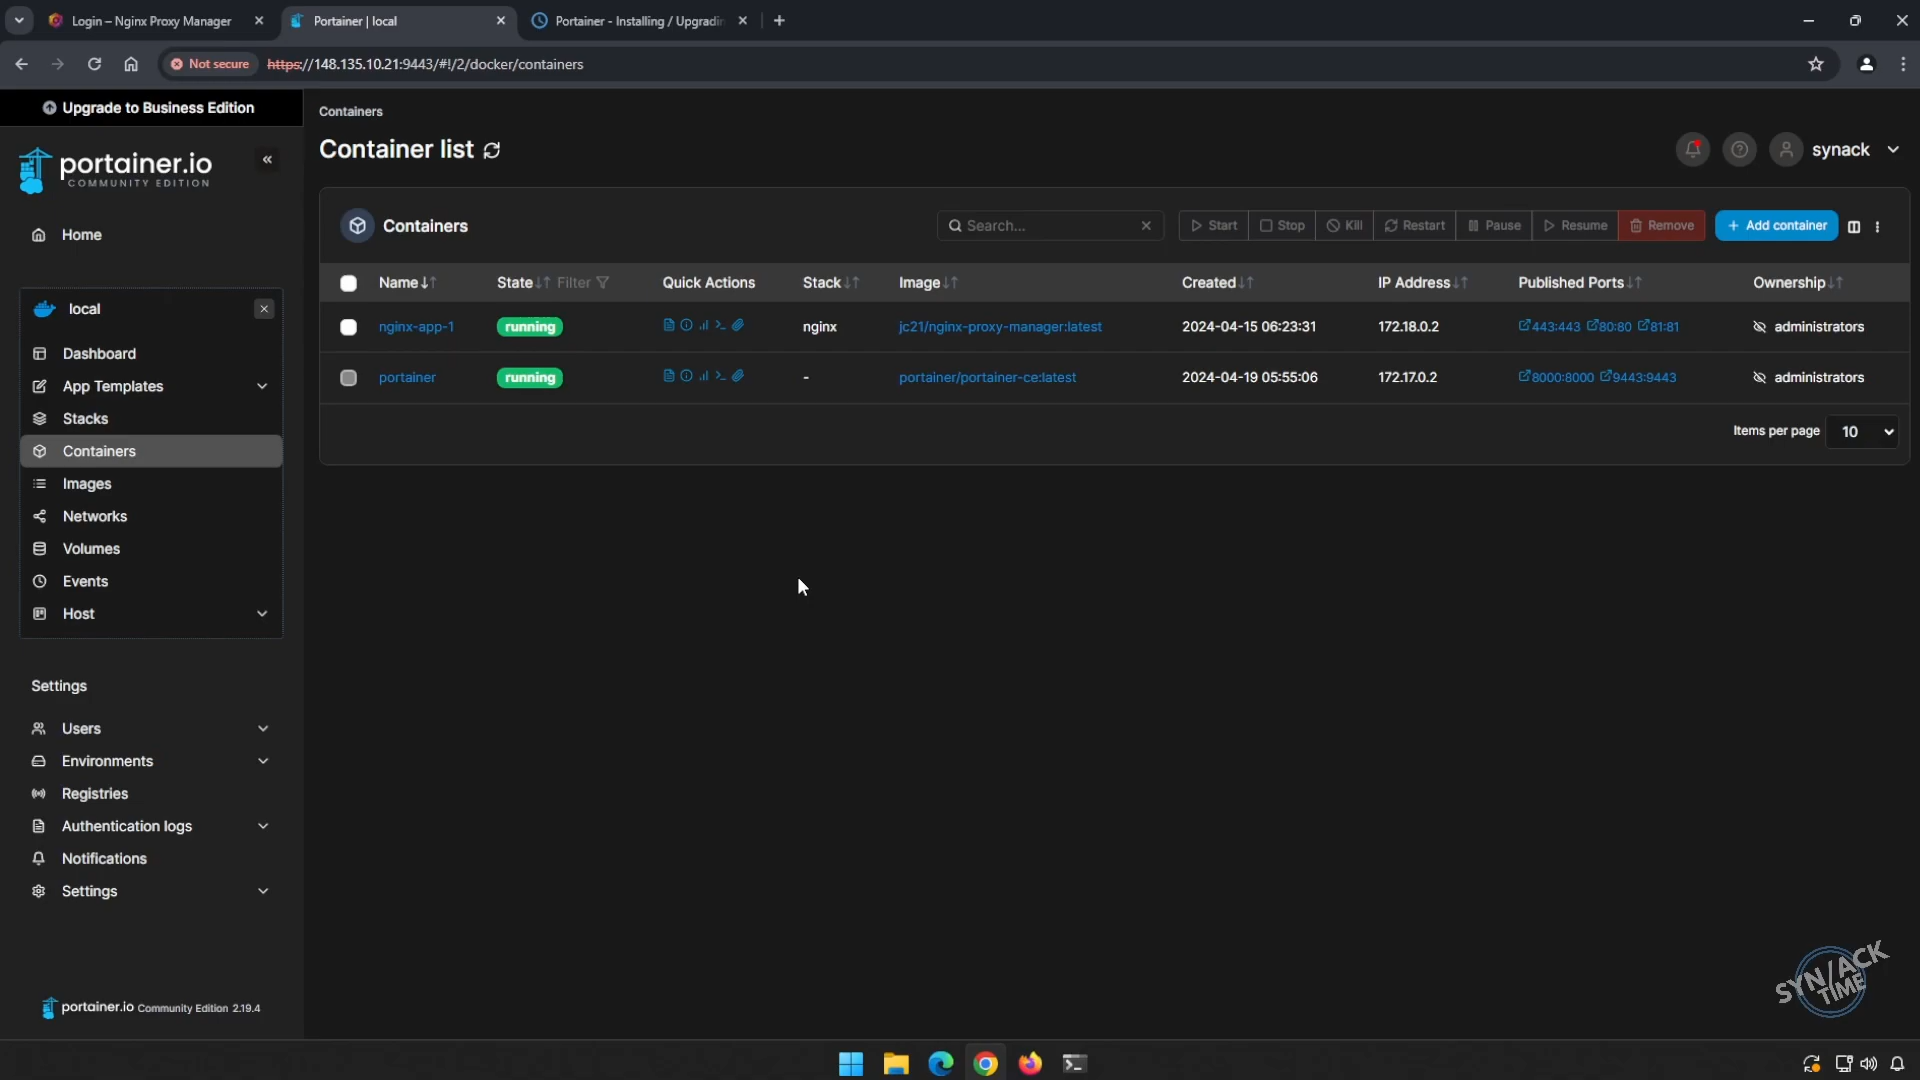 Login – Nginx Proxy Manager
Portainer | local
Portainer - Installing / Upgradin
Not secure
https://148.135.10.21:9443/#!/2/docker/containers
Upgrade to Business Edition
portainer.io
COMMUNITY EDITION
Home
local
Dashboard
App Templates
Stacks
Containers
Images
Networks
Volumes
Events
Host
Settings
Users
Environments
Registries
Authentication logs
Notifications
Settings
portainer.io Community Edition 2.19.4
Containers
Container list
synack
Containers
Search...
Start
Stop
Kill
Restart
Pause
Resume
Remove
+ Add container
Name State Filter Quick Actions Stack Image Created IP Address Published Ports Ownership
nginx-app-1 running nginx jc21/nginx-proxy-manager:latest 2024-04-15 06:23:31 172.18.0.2 443:443 80:80 81:81 administrators
portainer running - portainer/portainer-ce:latest 2024-04-19 05:55:06 172.17.0.2 8000:8000 9443:9443 administrators
Items per page 10
SYN/ACK
TIME